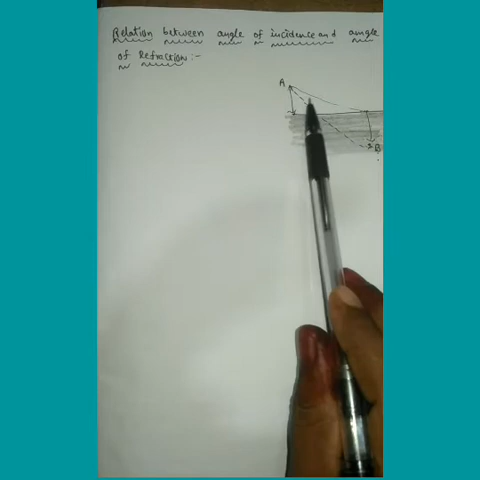 Relation between angle of incidence and angle
of Refraction :-
A
B